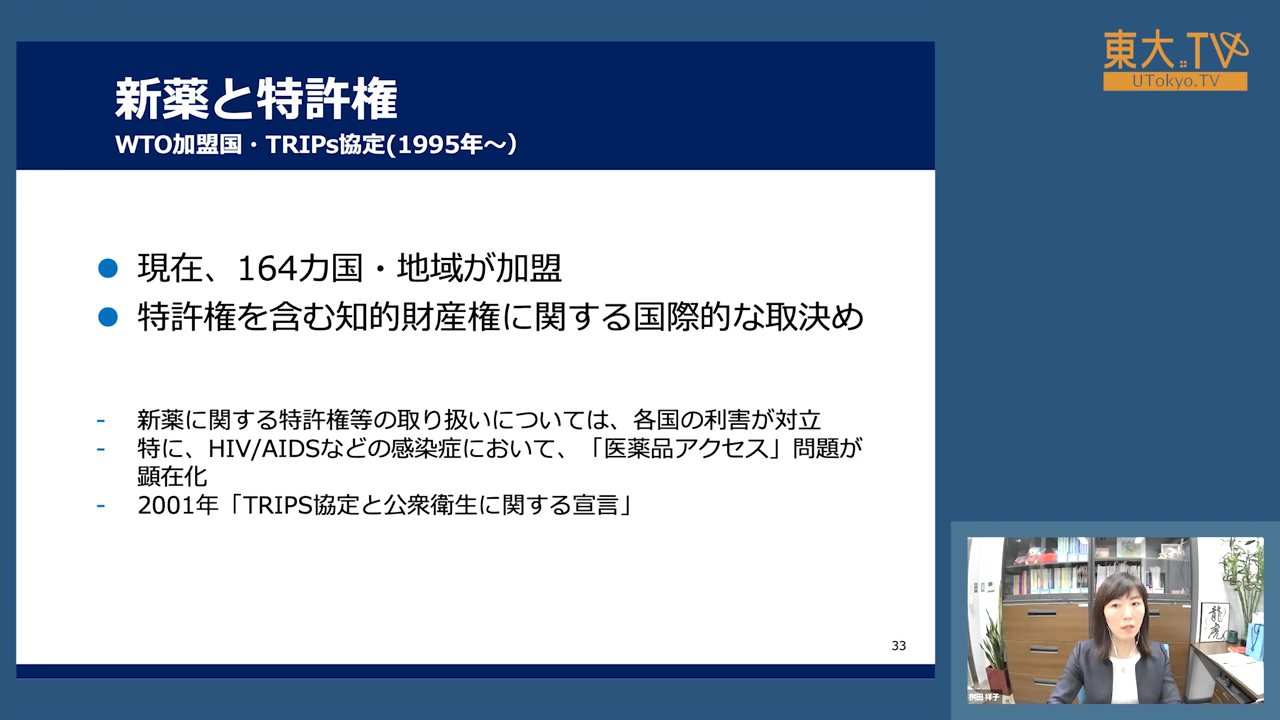 東大.TV
UTokyo.TV
新薬と特許権
WTO加盟国・TRIPs協定(1995年～)
● 現在、164カ国・地域が加盟
● 特許権を含む知的財産権に関する国際的な取決め
- 新薬に関する特許権等の取り扱いについては、各国の利害が対立
- 特に、HIV/AIDSなどの感染症において、「医薬品アクセス」問題が
顕在化
- 2001年「TRIPS協定と公衆衛生に関する宣言」
33
龍虎
桝田 祥子